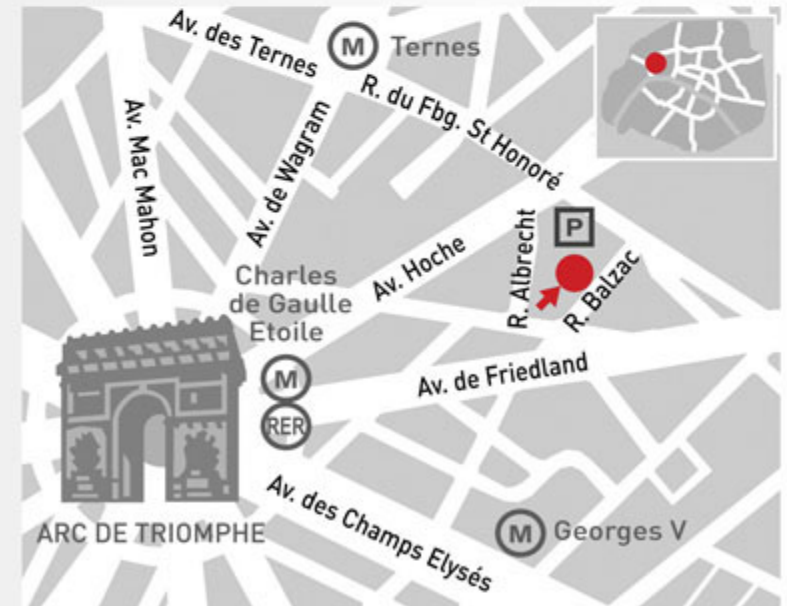 Av. des Ternes
M
Ternes
R. du Fbg. St Honoré
Av. Mac Mahon
Av. de Wagram
Av. Hoche
R. Albrecht
P
R. Balzac
Charles
de Gaulle
Etoile
M
RER
Av. de Friedland
Av. des Champs Elysés
M
Georges V
ARC DE TRIOMPHE